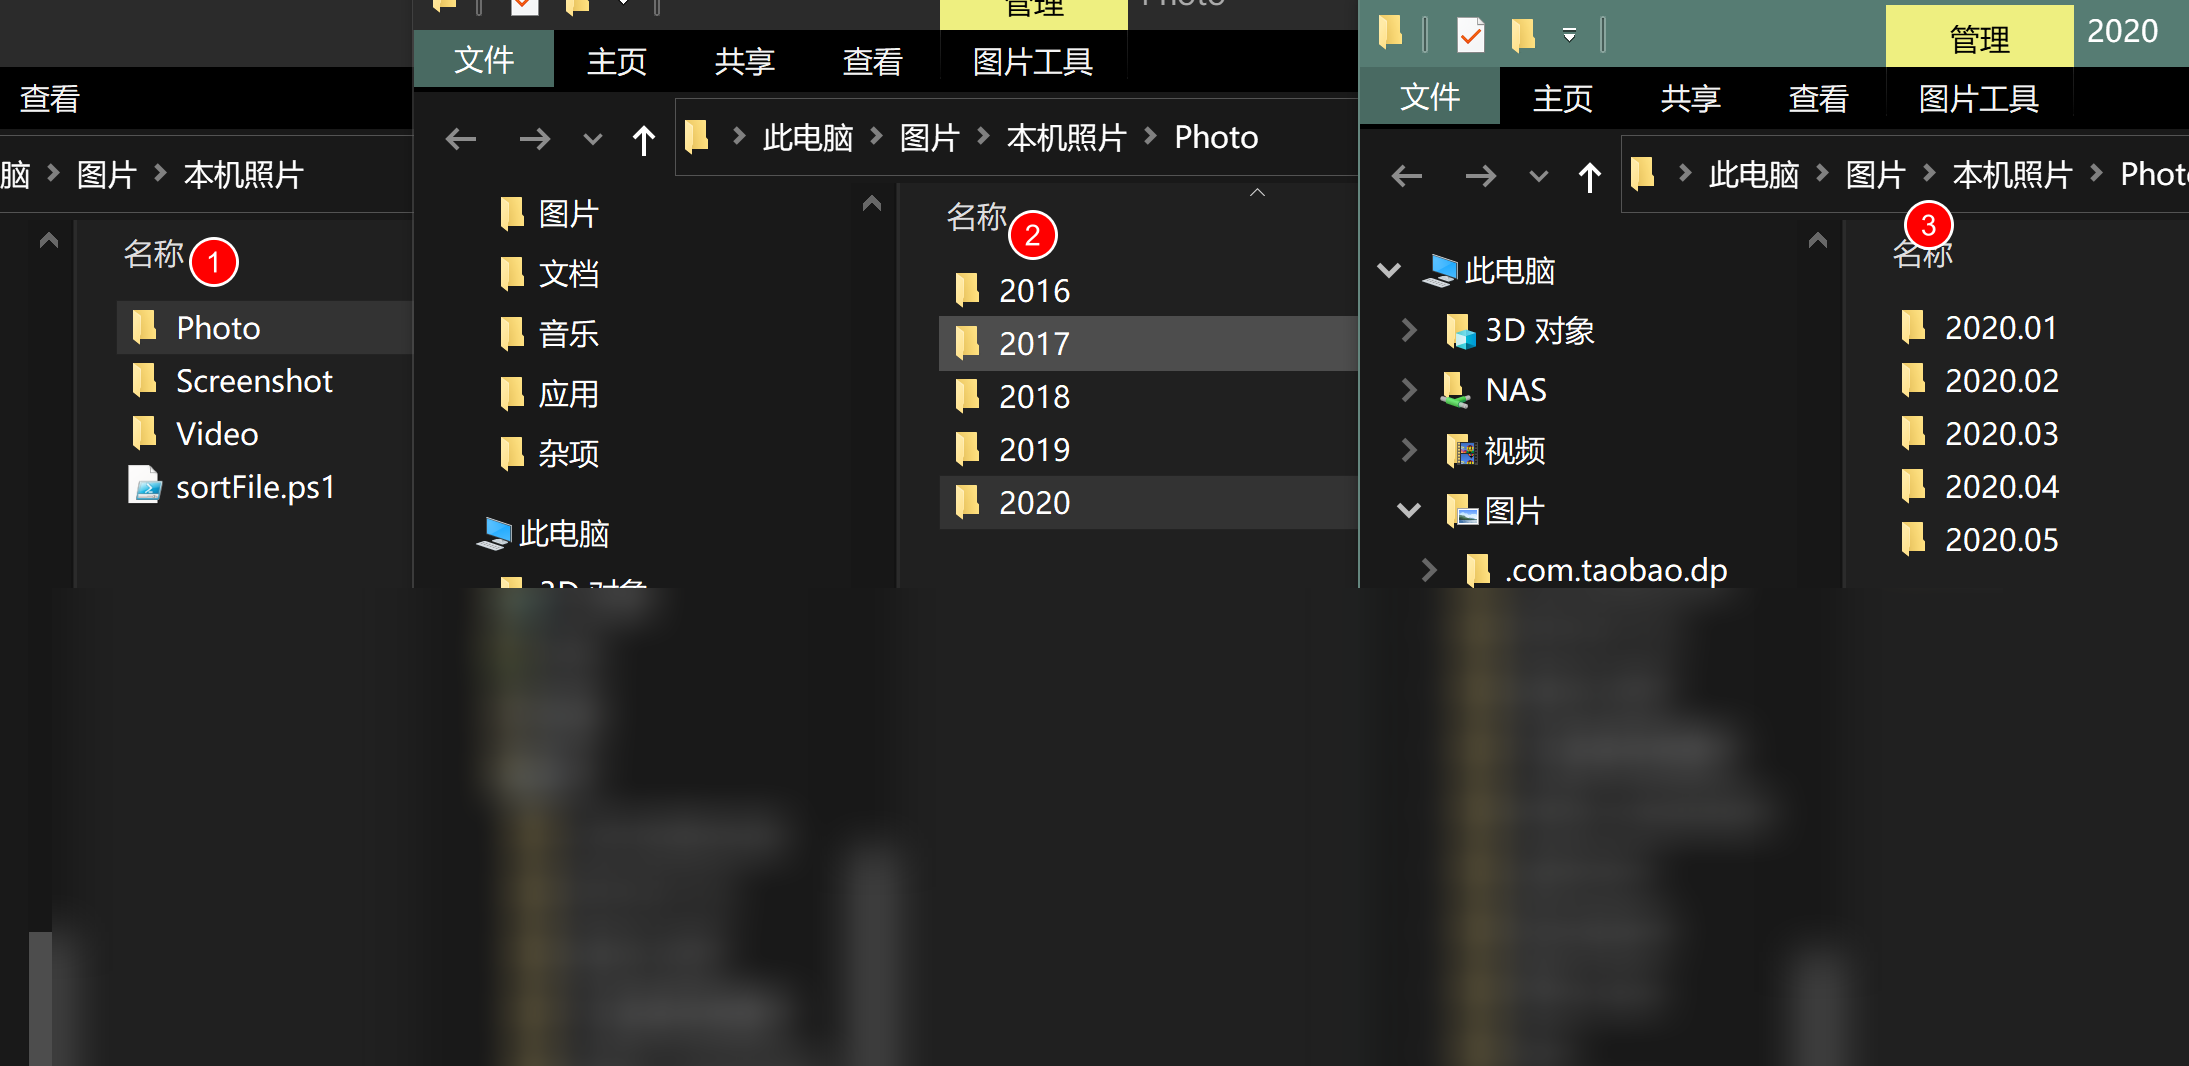 查看
脑 图片 本机照片
名称 1
Photo
Screenshot
Video
sortFile.ps1
管理 Photo
文件 主页 共享 查看 图片工具
此电脑 图片 本机照片 Photo
图片
文档
音乐
应用
杂项
此电脑
3D 对象
名称 2
2016
2017
2018
2019
2020
管理 2020
文件 主页 共享 查看 图片工具
此电脑 图片 本机照片 Phot
此电脑
3D 对象
NAS
视频
图片
.com.taobao.dp
3
名称
2020.01
2020.02
2020.03
2020.04
2020.05